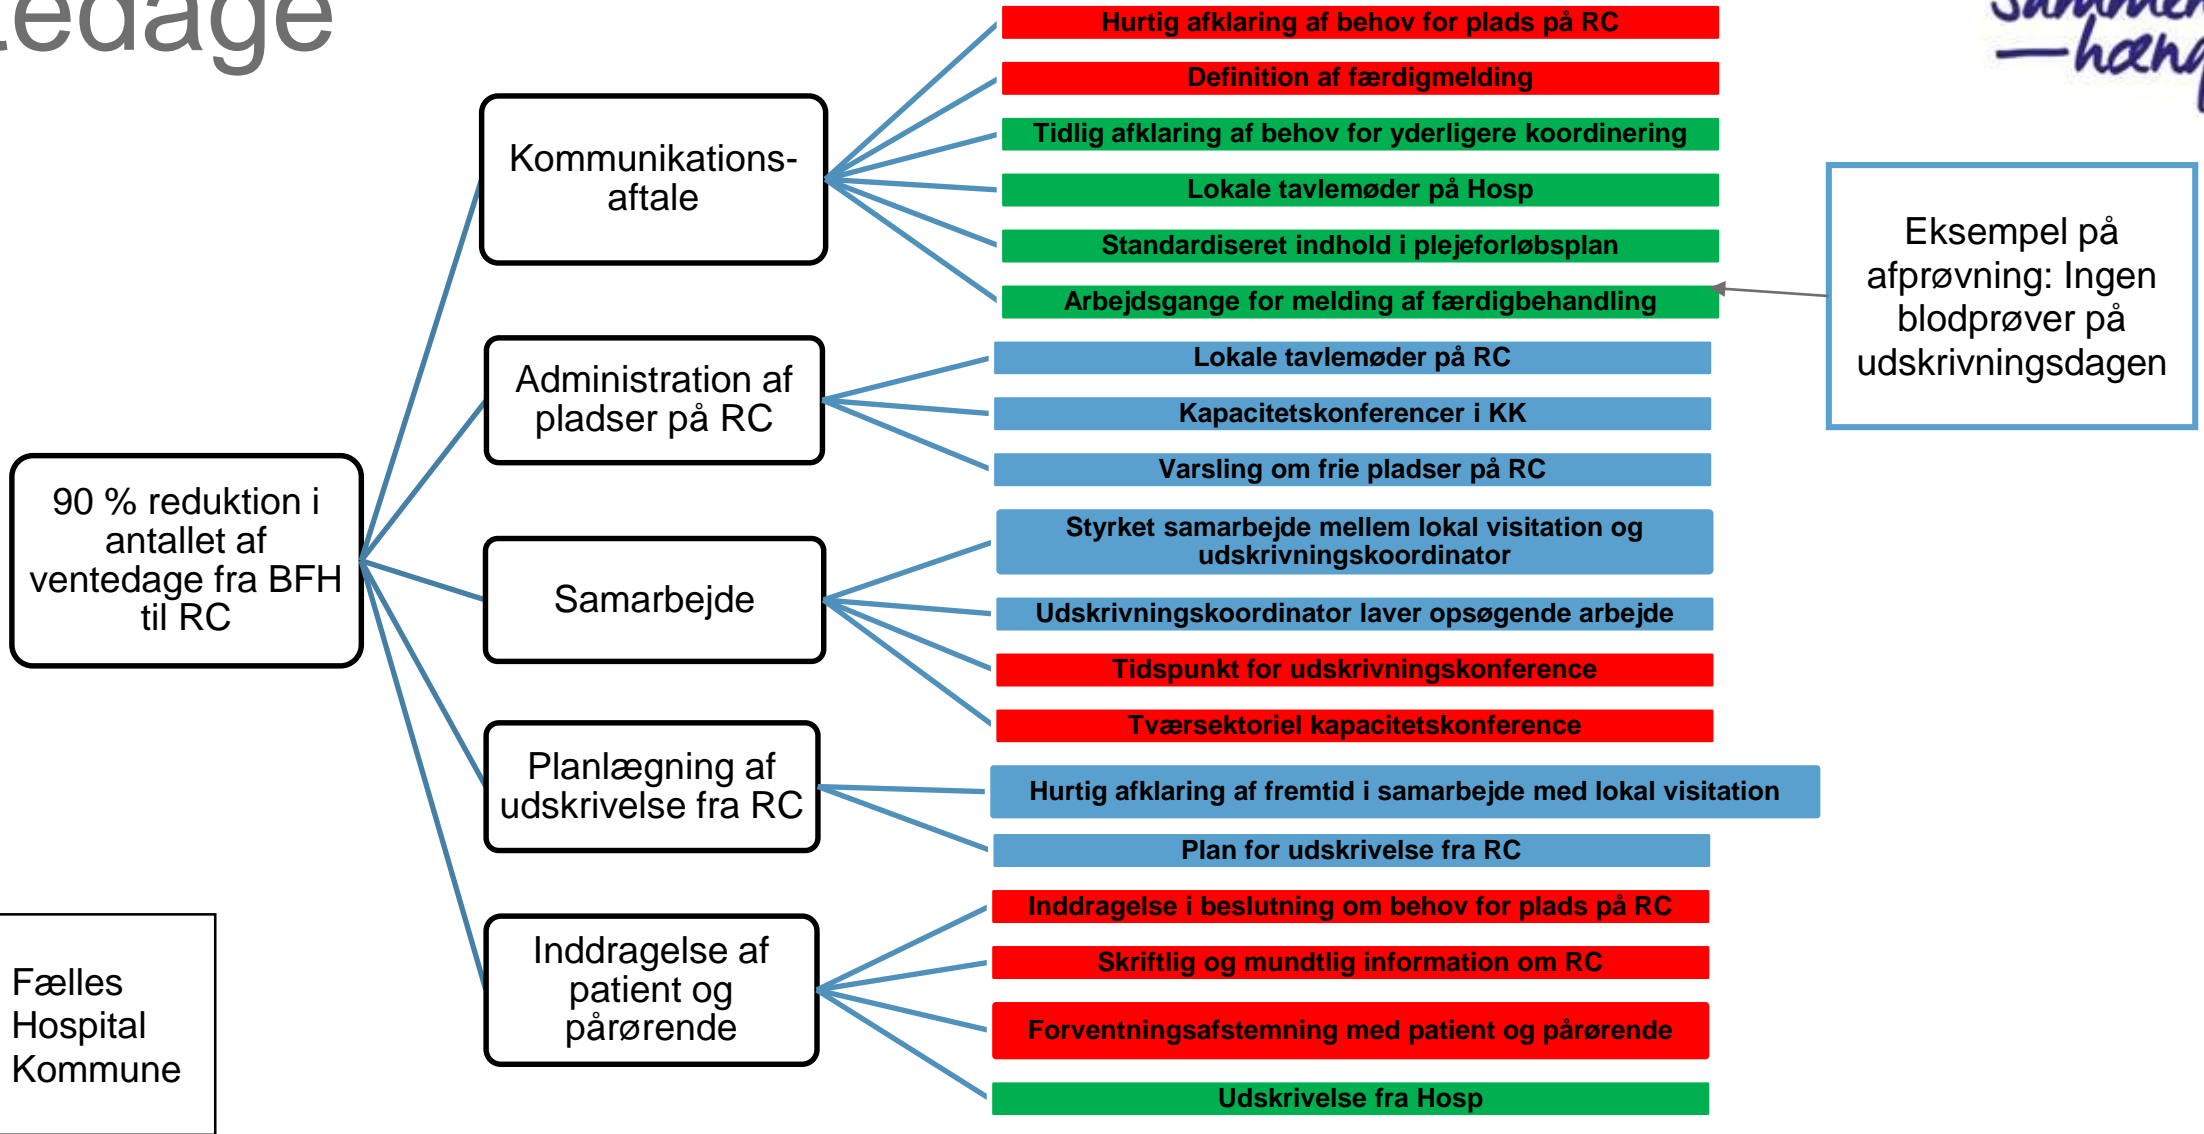 90 % reduktion i
antallet af
ventedage fra BFH
til RC
Kommunikations-
aftale
Hurtig afklaring af behov for plads på RC
Definition af færdigmelding
Tidlig afklaring af behov for yderligere koordinering
Lokale tavlemøder på Hosp
Standardiseret indhold i plejeforløbsplan
Arbejdsgange for melding af færdigbehandling
Eksempel på
afprøvning: Ingen
blodprøver på
udskrivningsdagen
Administration af
pladser på RC
Lokale tavlemøder på RC
Kapacitetskonferencer i KK
Varsling om frie pladser på RC
Samarbejde
Styrket samarbejde mellem lokal visitation og
udskrivningskoordinator
Udskrivningskoordinator laver opsøgende arbejde
Tidspunkt for udskrivningskonference
Tværsektoriel kapacitetskonference
Planlægning af
udskrivelse fra RC
Hurtig afklaring af fremtid i samarbejde med lokal visitation
Plan for udskrivelse fra RC
Inddragelse af
patient og
pårørende
Inddragelse i beslutning om behov for plads på RC
Skriftlig og mundtlig information om RC
Forventningsafstemning med patient og pårørende
Udskrivelse fra Hosp
Fælles
Hospital
Kommune